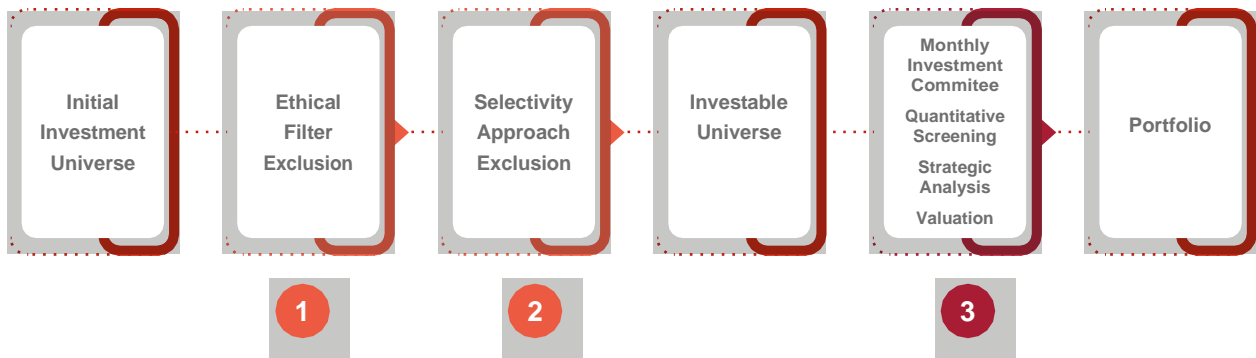 Initial
Investment
Universe
Ethical
Filter
Exclusion
Selectivity
Approach
Exclusion
Investable
Universe
Monthly
Investment
Commitee
Quantitative
Screening
Strategic
Analysis
Valuation
Portfolio
1
2
3